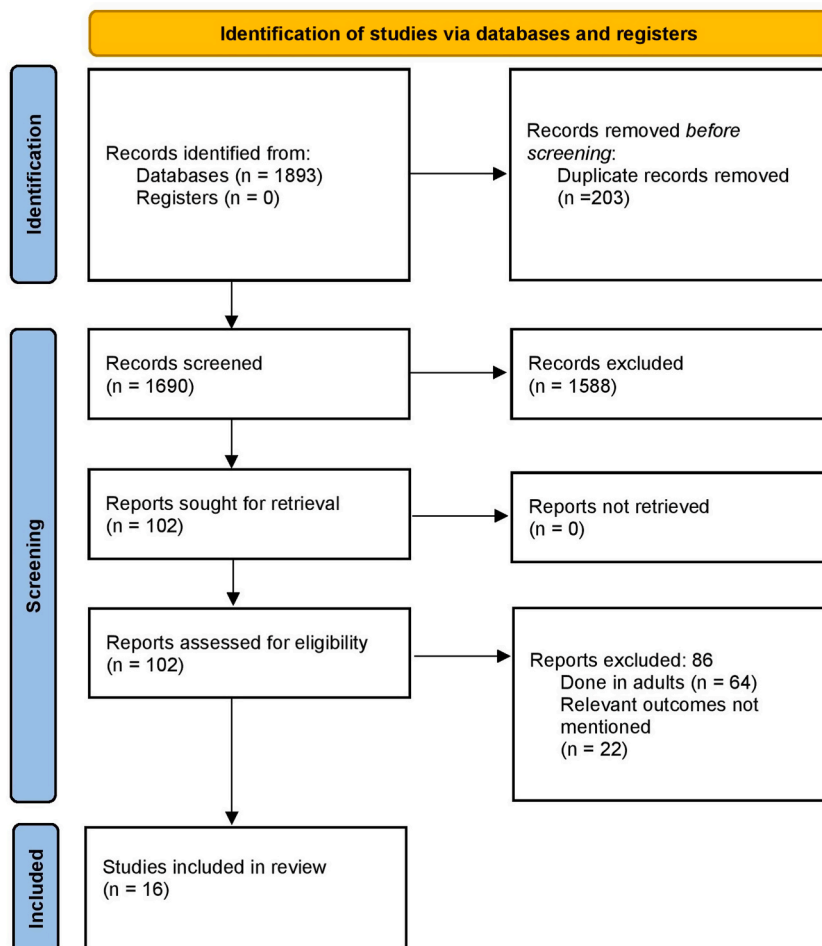 Identification of studies via databases and registers
Identification
Records identified from:
Databases (n = 1893)
Registers (n = 0)
Records removed before
screening:
Duplicate records removed
(n =203)
Screening
Records screened
(n = 1690)
Records excluded
(n = 1588)
Reports sought for retrieval
(n = 102)
Reports not retrieved
(n = 0)
Reports assessed for eligibility
(n = 102)
Reports excluded: 86
Done in adults (n = 64)
Relevant outcomes not
mentioned
(n = 22)
Included
Studies included in review
(n = 16)